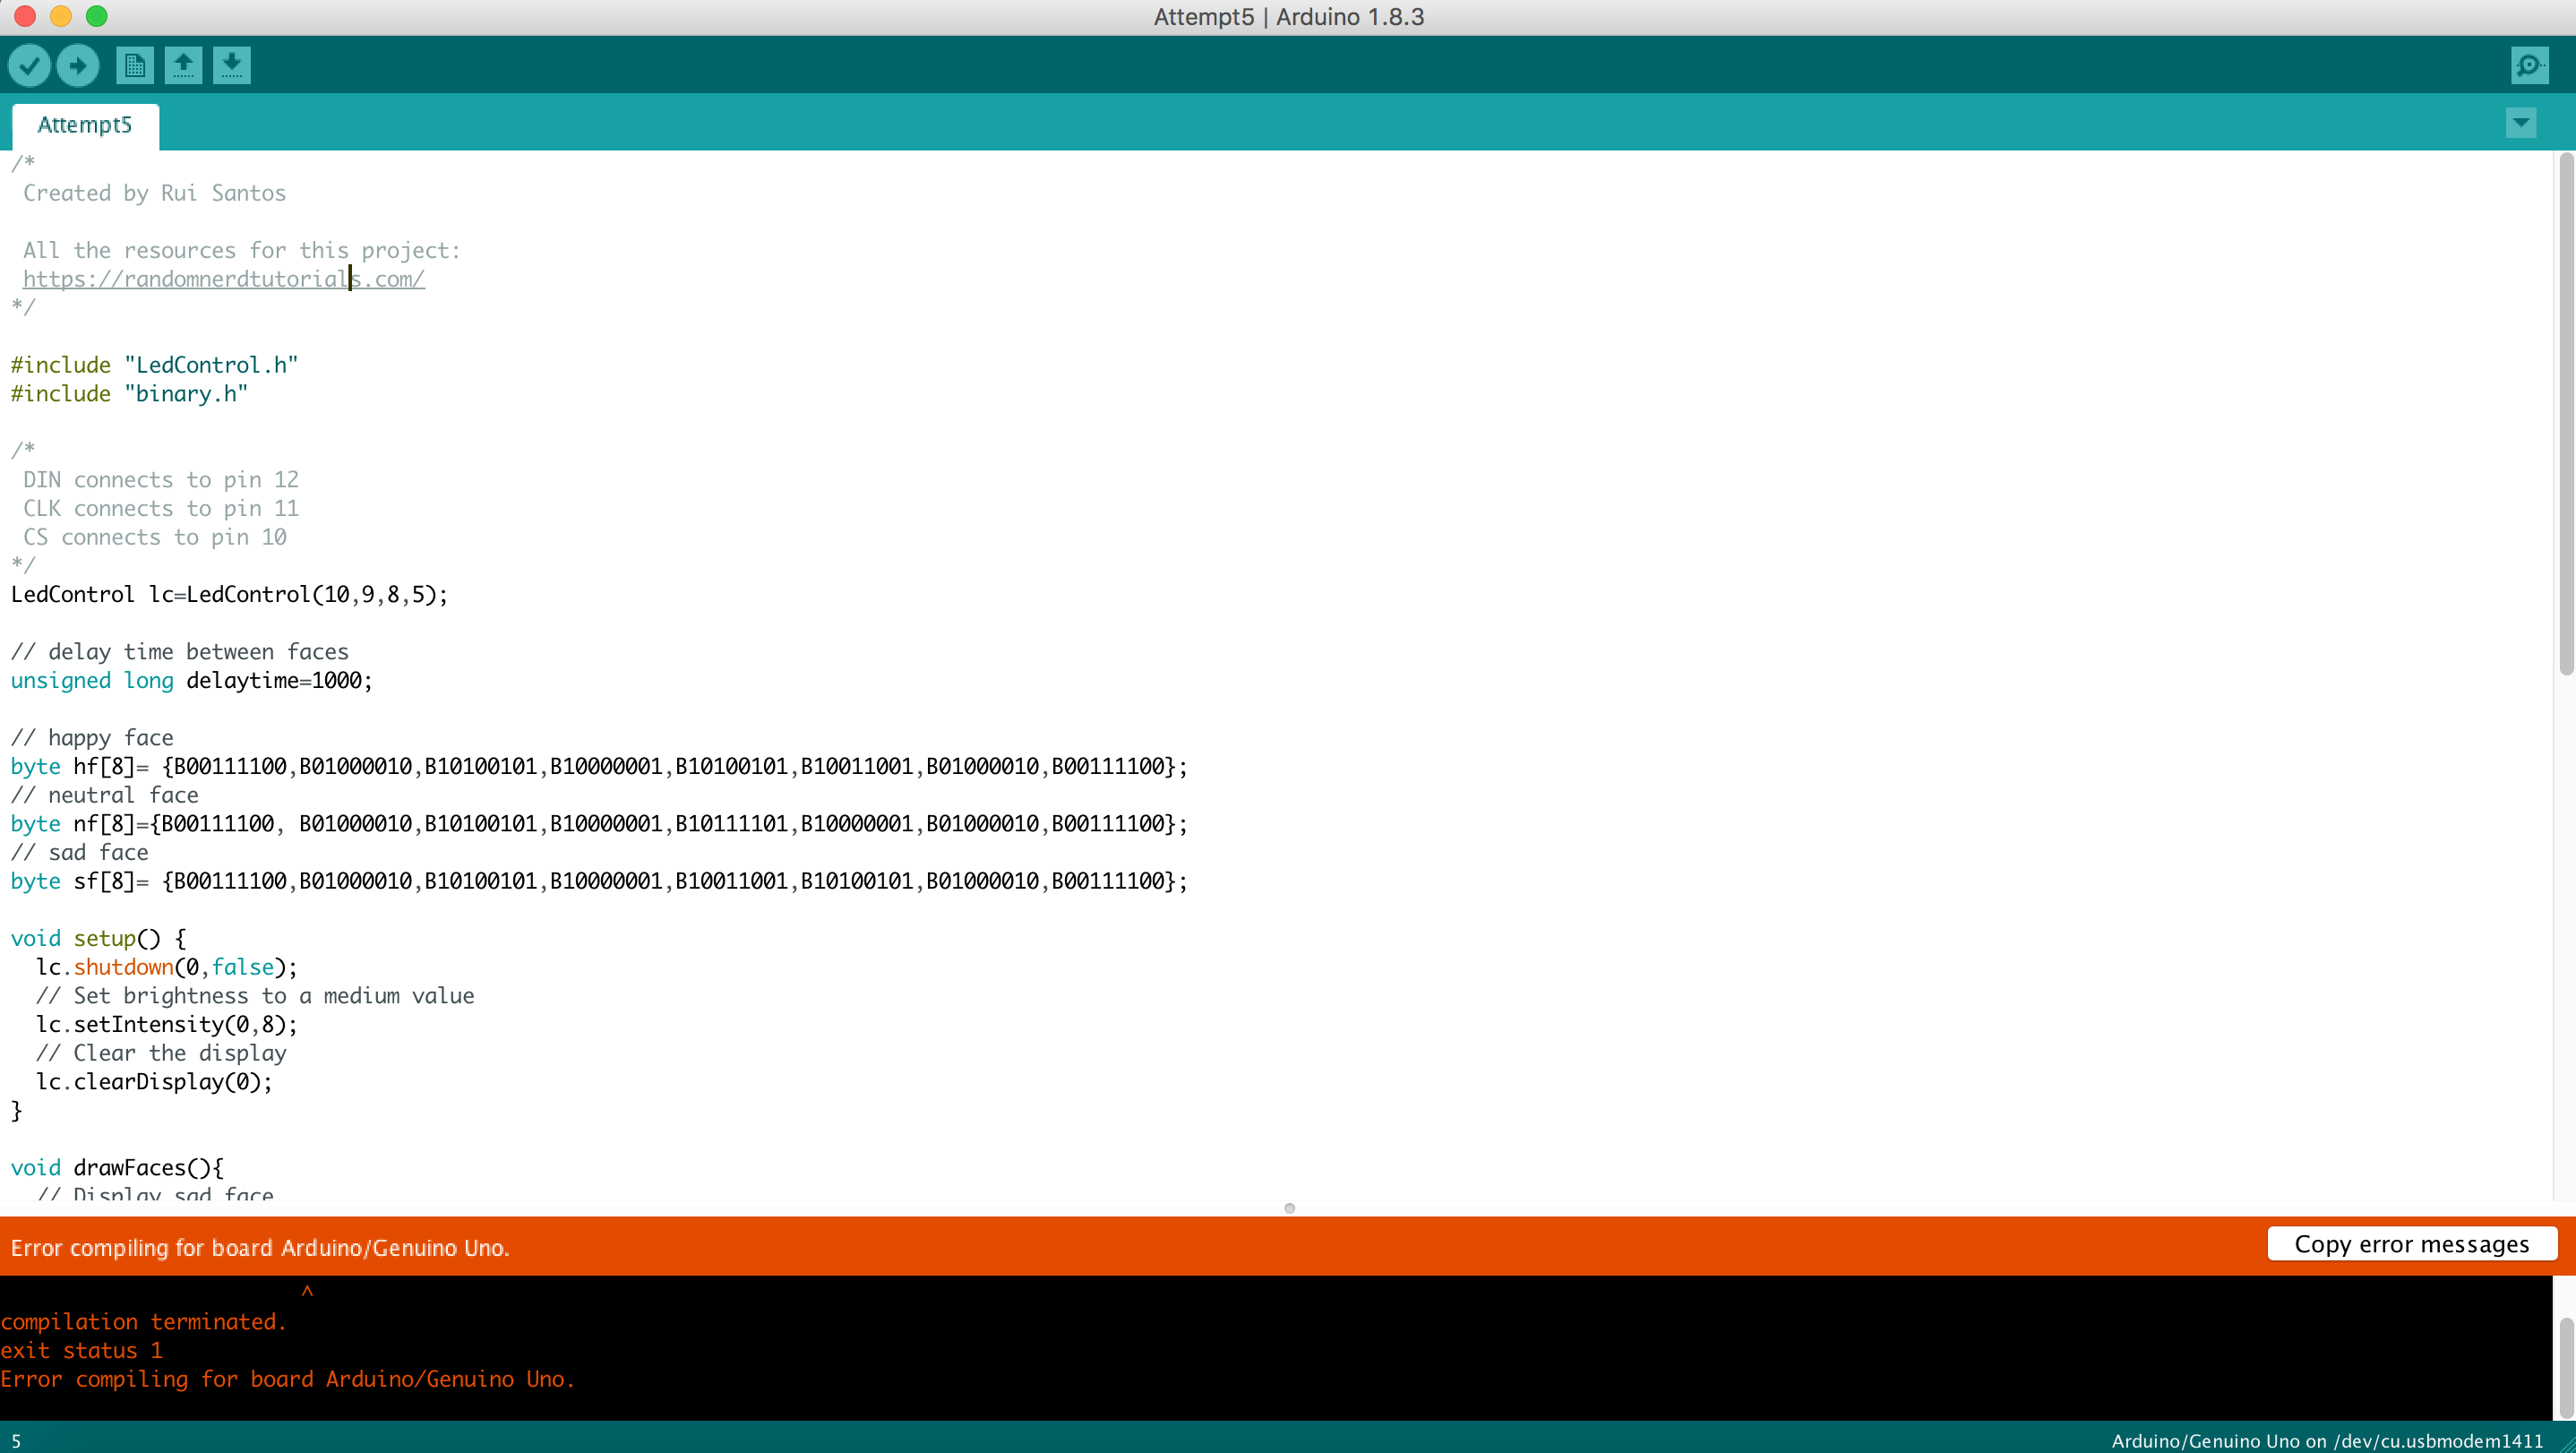 Attempt5 | Arduino 1.8.3
Attempt5
/*
Created by Rui Santos
All the resources for this project:
https://randomnerdtutorials.com/
*/
#include "LedControl.h"
#include "binary.h"
/*
DIN connects to pin 12
CLK connects to pin 11
CS connects to pin 10
*/
LedControl lc=LedControl(10,9,8,5);
// delay time between faces
unsigned long delaytime=1000;
// happy face
byte hf[8]= {B00111100,B01000010,B10100101,B10000001,B10100101,B10011001,B01000010,B00111100};
// neutral face
byte nf[8]={B00111100, B01000010,B10100101,B10000001,B10111101,B10000001,B01000010,B00111100};
// sad face
byte sf[8]= {B00111100,B01000010,B10100101,B10000001,B10011001,B10100101,B01000010,B00111100};
void setup() {
lc.shutdown(0,false);
// Set brightness to a medium value
lc.setIntensity(0,8);
// Clear the display
lc.clearDisplay(0);
}
void drawFaces(){
// Display sad face
Error compiling for board Arduino/Genuino Uno.
Copy error messages
^
compilation terminated.
exit status 1
Error compiling for board Arduino/Genuino Uno.
5
Arduino/Genuino Uno on /dev/cu.usbmodem1411